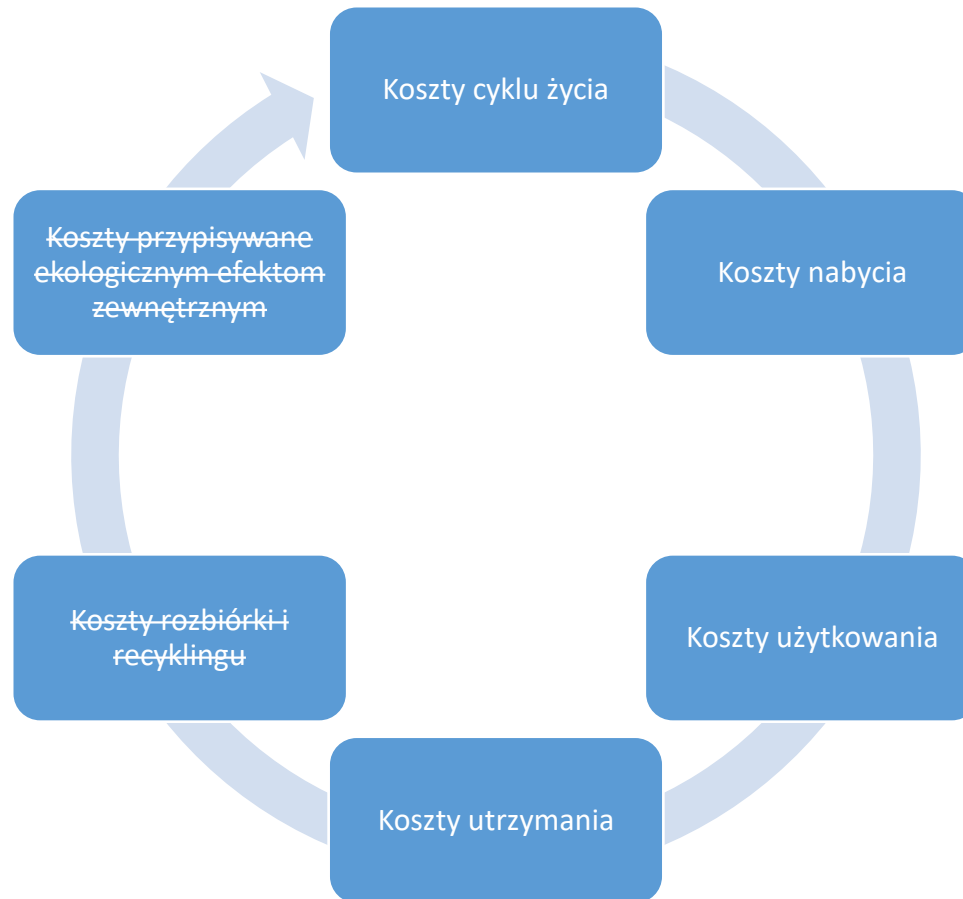 Koszty cyklu życia
Koszty nabycia
Koszty użytkowania
Koszty utrzymania
Koszty rozbiórki i
recyklingu
Koszty przypisywane
ekologicznym efektom
zewnętrznym